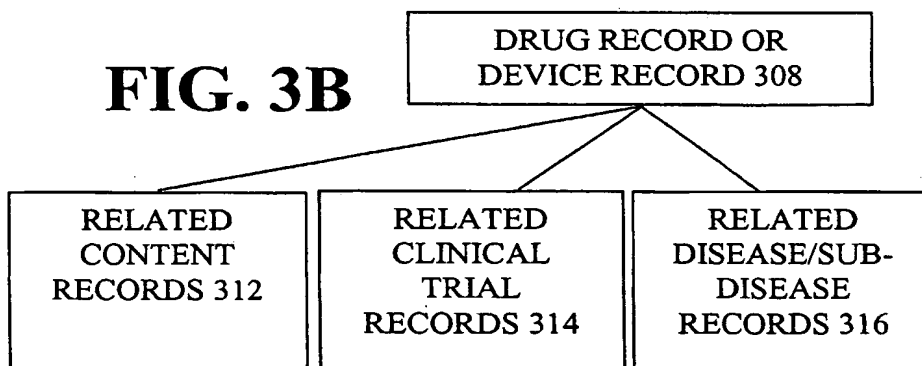 FIG. 3B
DRUG RECORD OR
DEVICE RECORD 308
RELATED
CONTENT
RECORDS 312
RELATED
CLINICAL
TRIAL
RECORDS 314
RELATED
DISEASE/SUB-
DISEASE
RECORDS 316